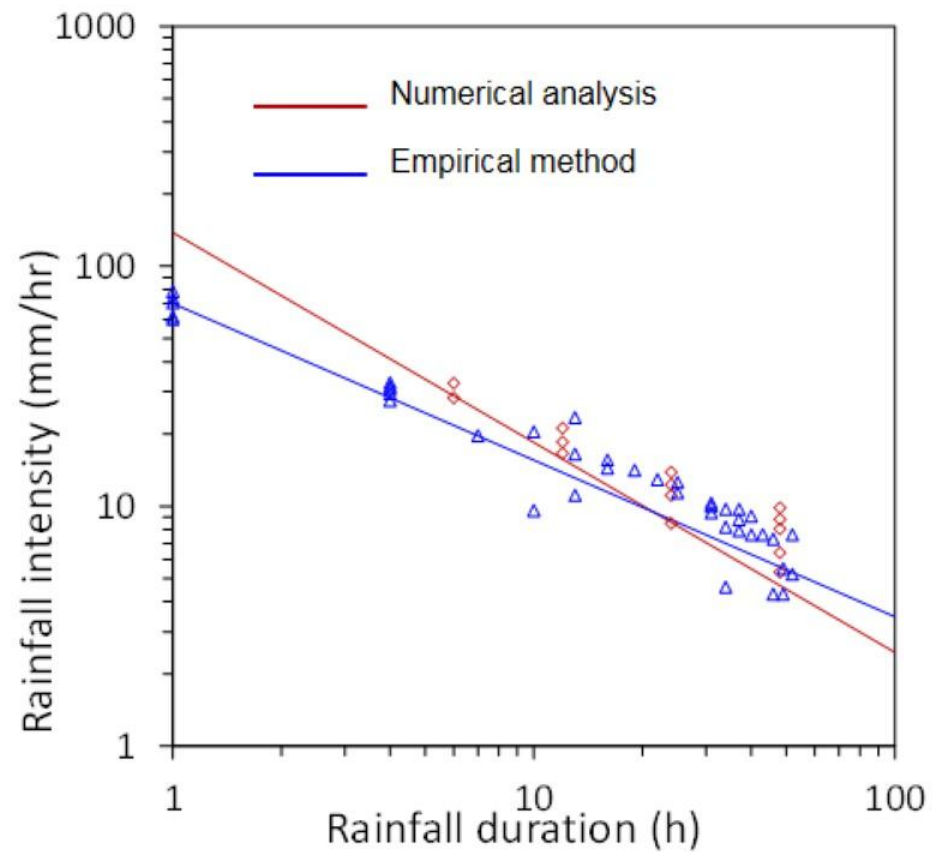 1000
Numerical analysis
Empirical method
100
10
1
Rainfall intensity (mm/hr)
1
10
100
Rainfall duration (h)